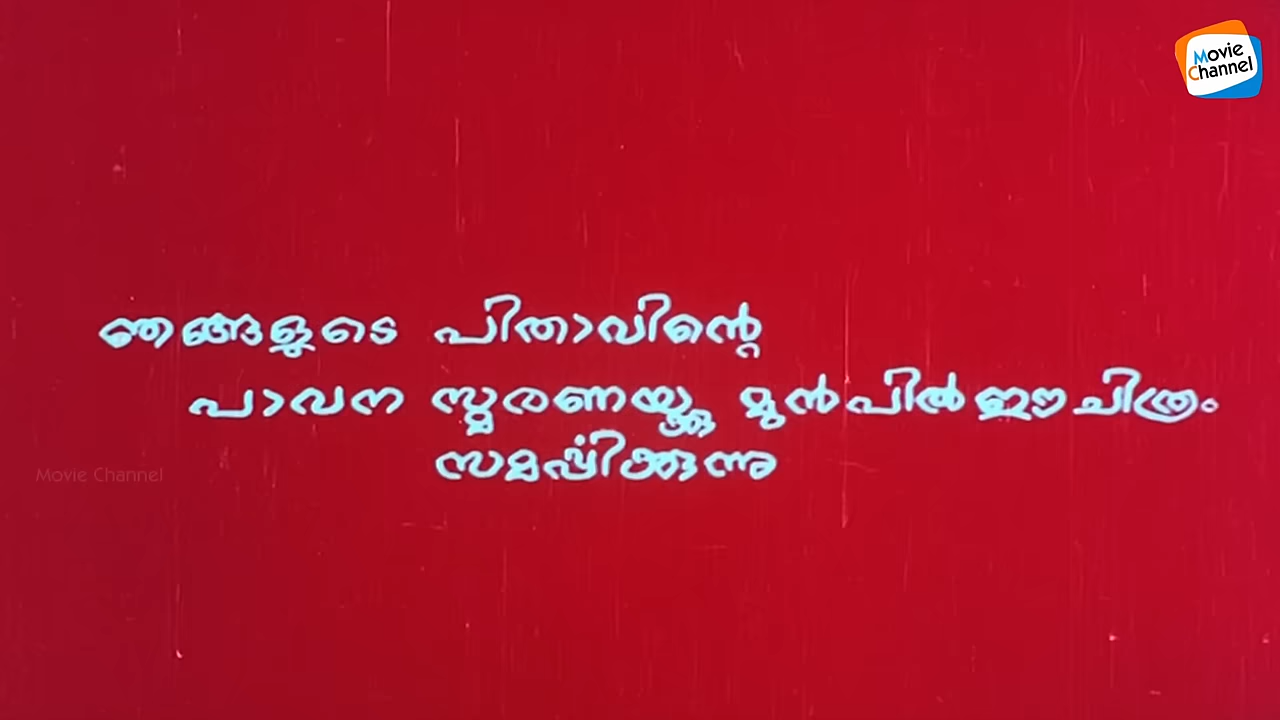 Movie
Channel
ഞങ്ങളുടെ പിതാവിന്റെ
പാവന സ്മരണയ്ക്കു മുൻപിൽ ഈ ചിത്രം
സമർപ്പിക്കുന്നു
Movie Channel